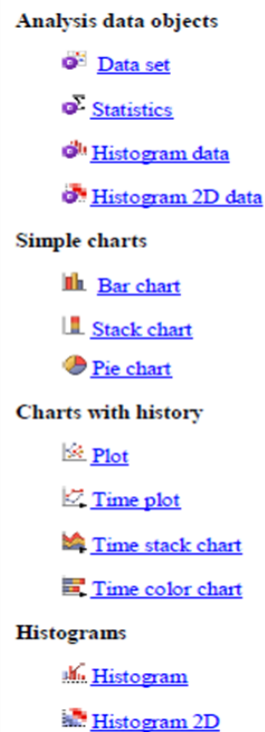 Analysis data objects
Data set
Statistics
Histogram data
Histogram 2D data
Simple charts
Bar chart
Stack chart
Pie chart
Charts with history
Plot
Time plot
Time stack chart
Time color chart
Histograms
Histogram
Histogram 2D